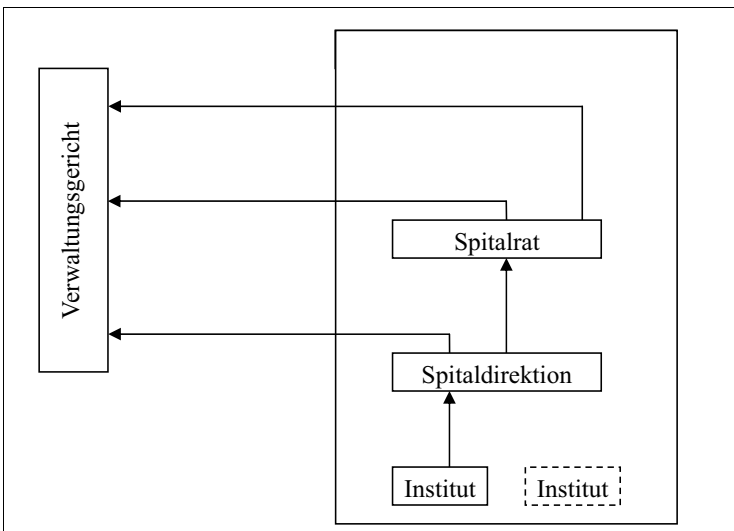 Verwaltungsgericht
Spitalrat
Spitaldirektion
Institut
Institut